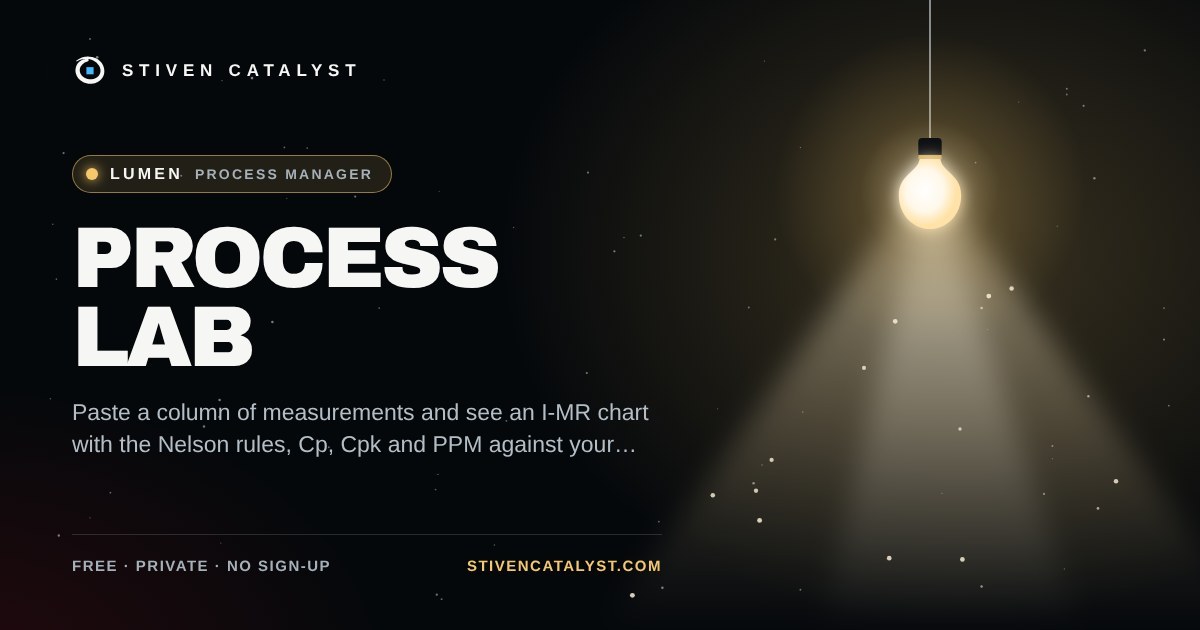 STIVEN CATALYST
LUMEN PROCESS MANAGER
PROCESS
LAB
Paste a column of measurements and see an I-MR chart
with the Nelson rules, Cp, Cpk and PPM against your…
FREE · PRIVATE · NO SIGN-UP
STIVENCATALYST.COM